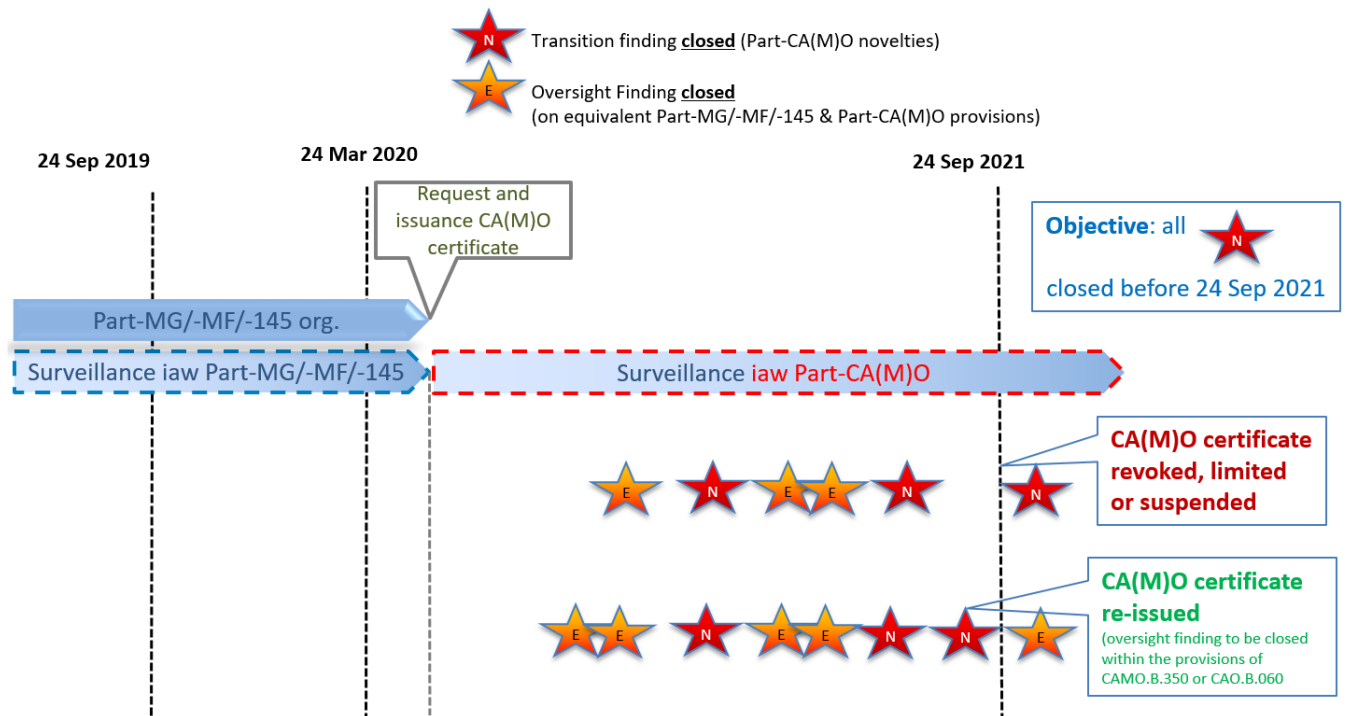 N
Transition finding closed (Part-CA(M)O novelties)
E
Oversight Finding closed
(on equivalent Part-MG/-MF/-145 & Part-CA(M)O provisions)
24 Sep 2019
24 Mar 2020
24 Sep 2021
Request and
issuance CA(M)O
certificate
Objective: all
N
closed before 24 Sep 2021
Part-MG/-MF/-145 org.
Surveillance iaw Part-MG/-MF/-145
Surveillance iaw Part-CA(M)O
CA(M)O certificate
revoked, limited
or suspended
E N E E N N
CA(M)O certificate
re-issued
(oversight finding to be closed
within the provisions of
CAMO.B.350 or CAO.B.060
E E N E E N N E